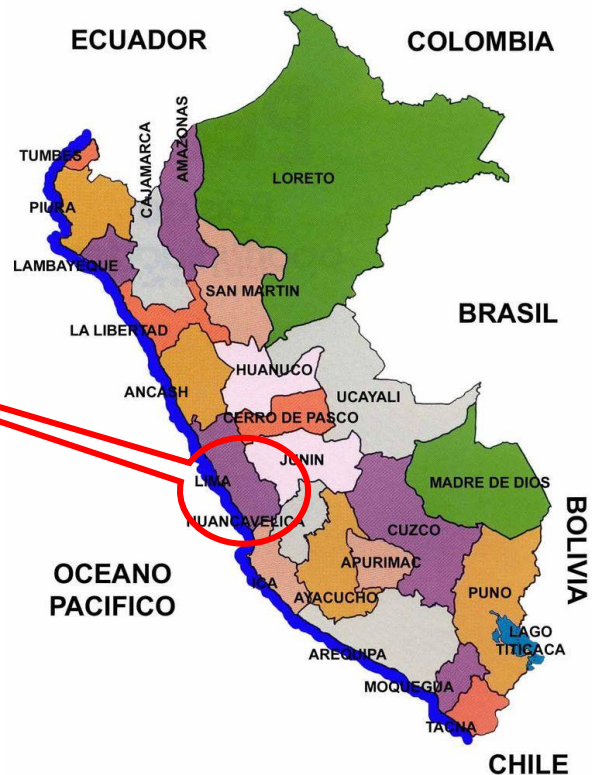 ECUADOR
COLOMBIA
TUMBES
CAJAMARCA
AMAZONAS
LORETO
PIURA
LAMBAYEQUE
SAN MARTIN
BRASIL
LA LIBERTAD
HUANUCO
ANCASH
UCAYALI
CERRO DE PASCO
JUNIN
LIMA
MADRE DE DIOS
HUANCAVELICA
CUZCO
BOLIVIA
OCEANO
PACIFICO
ICA
APURIMAC
AYACUCHO
PUNO
LAGO
TITICACA
AREQUIPA
MOQUEGUA
TACNA
CHILE